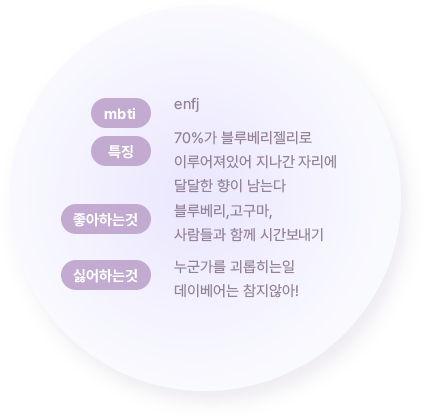 mbti
enfj
특징
70%가 블루베리젤리로
이루어져있어 지나간 자리에
달달한 향이 남는다
좋아하는것
블루베리,고구마,
사람들과 함께 시간보내기
싫어하는것
누군가를 괴롭히는일
데이베어는 참지않아!